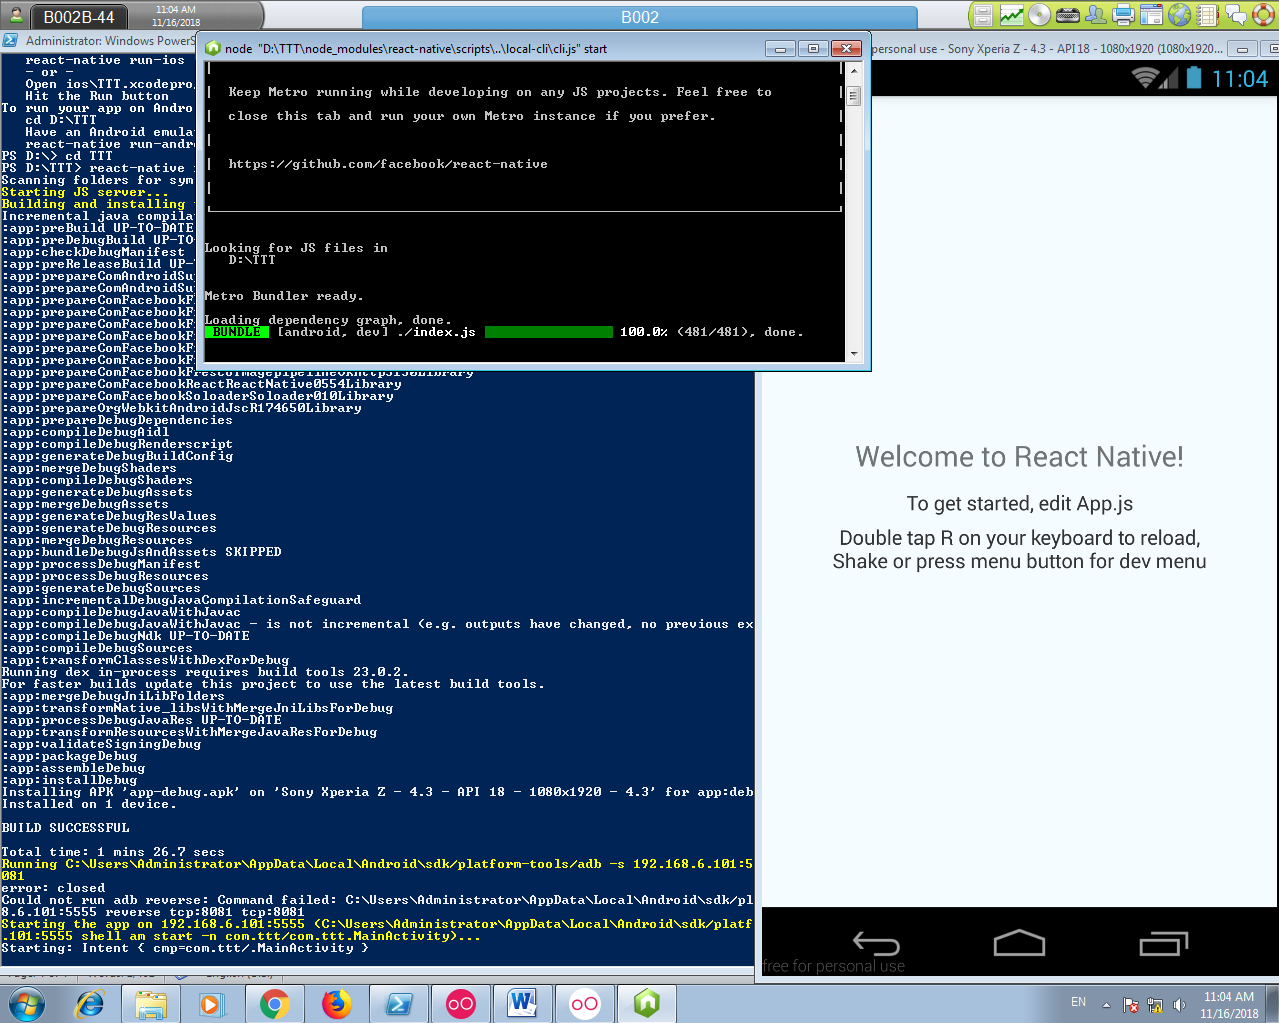 B002B-44
11:04 AM
11/16/2018
B002
Administrator: Windows PowerS
react-native run-ios
- or -
Open ios\TTT.xcodepro
Hit the Run button
To run your app on Andro
cd D:\TTT
Have an Android emula
react-native run-andr
PS D:\> cd TTT
PS D:\TTT> react-native
Scanning folders for sym
Starting JS server...
Building and installing
Incremental java compila
:app:preBuild UP-TO-DATE
:app:preDebugBuild UP-TO
:app:checkDebugManifest
:app:preReleaseBuild UP-
:app:prepareComAndroidSu
:app:prepareComAndroidSu
:app:prepareComFacebookF
:app:prepareComFacebookF
:app:prepareComFacebookF
:app:prepareComFacebookF
:app:prepareComFacebookF
:app:prepareComFacebookF
:app:prepareComFacebookReactReactNative0554Library
:app:prepareComFacebookSoloaderSoloader010Library
:app:prepareOrgWebkitAndroidJscR174650Library
:app:prepareDebugDependencies
:app:compileDebugAidl
:app:compileDebugRenderscript
:app:generateDebugBuildConfig
:app:mergeDebugShaders
:app:compileDebugShaders
:app:generateDebugAssets
:app:mergeDebugAssets
:app:generateDebugResValues
:app:generateDebugResources
:app:mergeDebugResources
:app:bundleDebugJsAndAssets SKIPPED
:app:processDebugManifest
:app:processDebugResources
:app:generateDebugSources
:app:incrementalDebugJavaCompilationSafeguard
:app:compileDebugJavaWithJavac
:app:compileDebugJavaWithJavac - is not incremental (e.g. outputs have changed, no previous ex
:app:compileDebugNdk UP-TO-DATE
:app:compileDebugSources
:app:transformClassesWithDexForDebug
Running dex in-process requires build tools 23.0.2.
For faster builds update this project to use the latest build tools.
:app:mergeDebugJniLibFolders
:app:transformNative_libsWithMergeJniLibsForDebug
:app:processDebugJavaRes UP-TO-DATE
:app:transformResourcesWithMergeJavaResForDebug
:app:validateSigningDebug
:app:packageDebug
:app:assembleDebug
:app:installDebug
Installing APK 'app-debug.apk' on 'Sony Xperia Z - 4.3 - API 18 - 1080x1920 - 4.3' for app:deb
Installed on 1 device.
BUILD SUCCESSFUL
Total time: 1 mins 26.7 secs
Running C:\Users\Administrator\AppData\Local\Android\sdk/platform-tools/adb -s 192.168.6.101:5
081
error: closed
Could not run adb reverse: Command failed: C:\Users\Administrator\AppData\Local\Android\sdk/pl
8.6.101:5555 reverse tcp:8081 tcp:8081
Starting the app on 192.168.6.101:5555 (C:\Users\Administrator\AppData\Local\Android\sdk/platf
.101:5555 shell am start -n com.ttt/com.ttt.MainActivity)...
Starting: Intent { cmp=com.ttt/.MainActivity }
node "D:\TTT\node_modules\react-native\scripts\..\local-cli\cli.js" start
Keep Metro running while developing on any JS projects. Feel free to
close this tab and run your own Metro instance if you prefer.
https://github.com/facebook/react-native
Looking for JS files in
D:\TTT
Metro Bundler ready.
Loading dependency graph, done.
BUNDLE [android, dev] ./index.js 100.0% (481/481), done.
personal use - Sony Xperia Z - 4.3 - API 18 - 1080x1920 (1080x1920...
11:04
Welcome to React Native!
To get started, edit App.js
Double tap R on your keyboard to reload,
Shake or press menu button for dev menu
free for personal use
EN
11:04 AM
11/16/2018